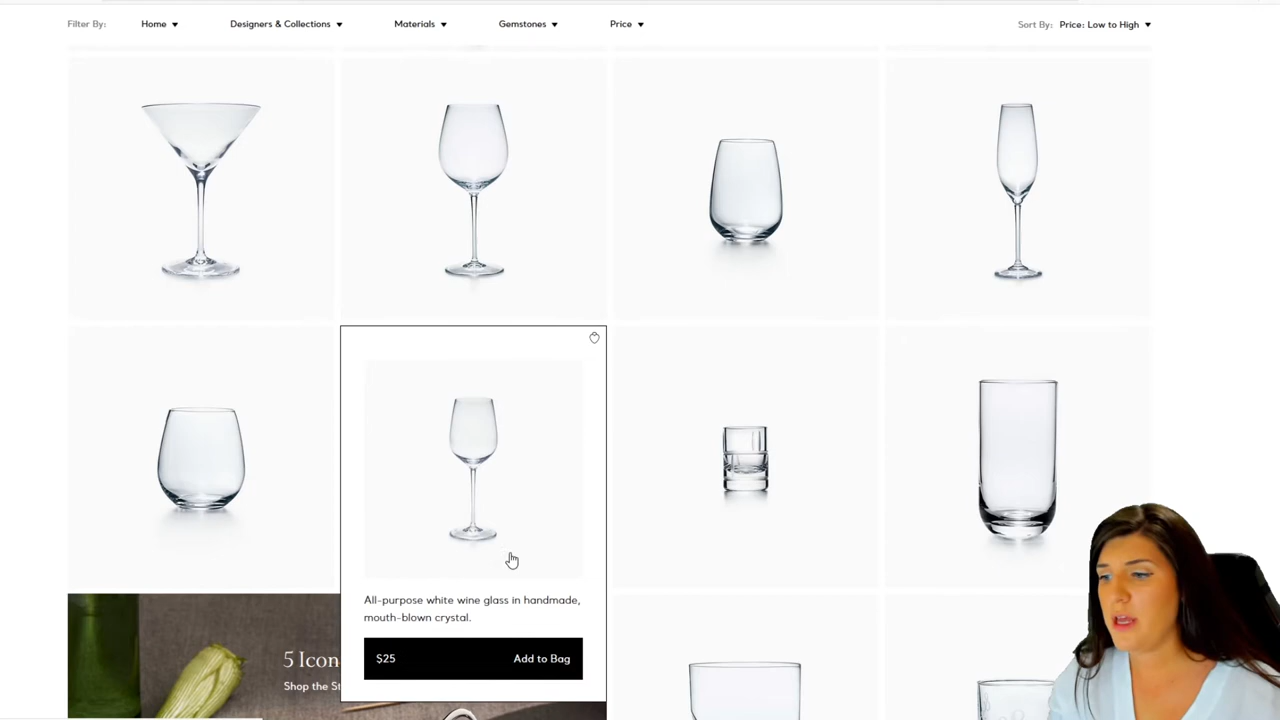 Filter By: Home Designers & Collections Materials Gemstones Price Sort By: Price: Low to High
All-purpose white wine glass in handmade,
mouth-blown crystal.
$25 Add to Bag
5 Icon
Shop the St